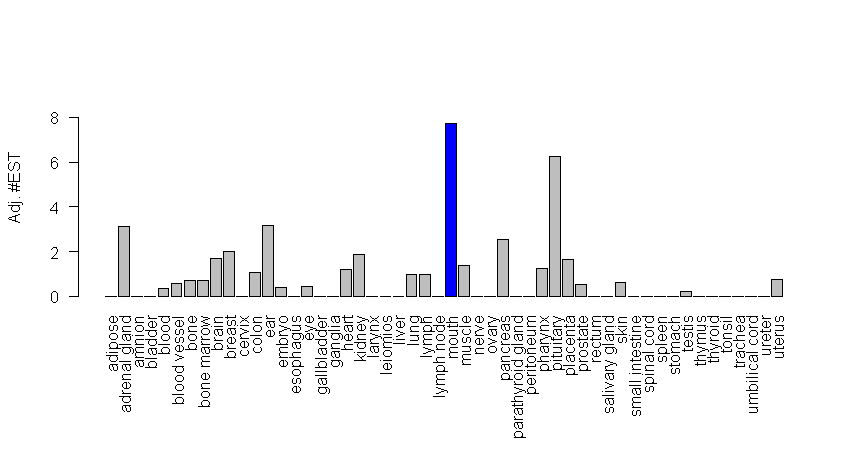 Adj. #EST
8
6
4
2
0
adipose
adrenal gland
amnion
bladder
blood
blood vessel
bone
bone marrow
brain
breast
cervix
colon
ear
embryo
esophagus
eye
gallbladder
ganglia
heart
kidney
larynx
leiomios
liver
lung
lymph
lymph node
mouth
muscle
nerve
ovary
pancreas
parathyroid gland
peritoneum
pharynx
pituitary
placenta
prostate
rectum
salivary gland
skin
small intestine
spinal cord
spleen
stomach
testis
thymus
thyroid
tonsil
trachea
umbilical cord
ureter
uterus